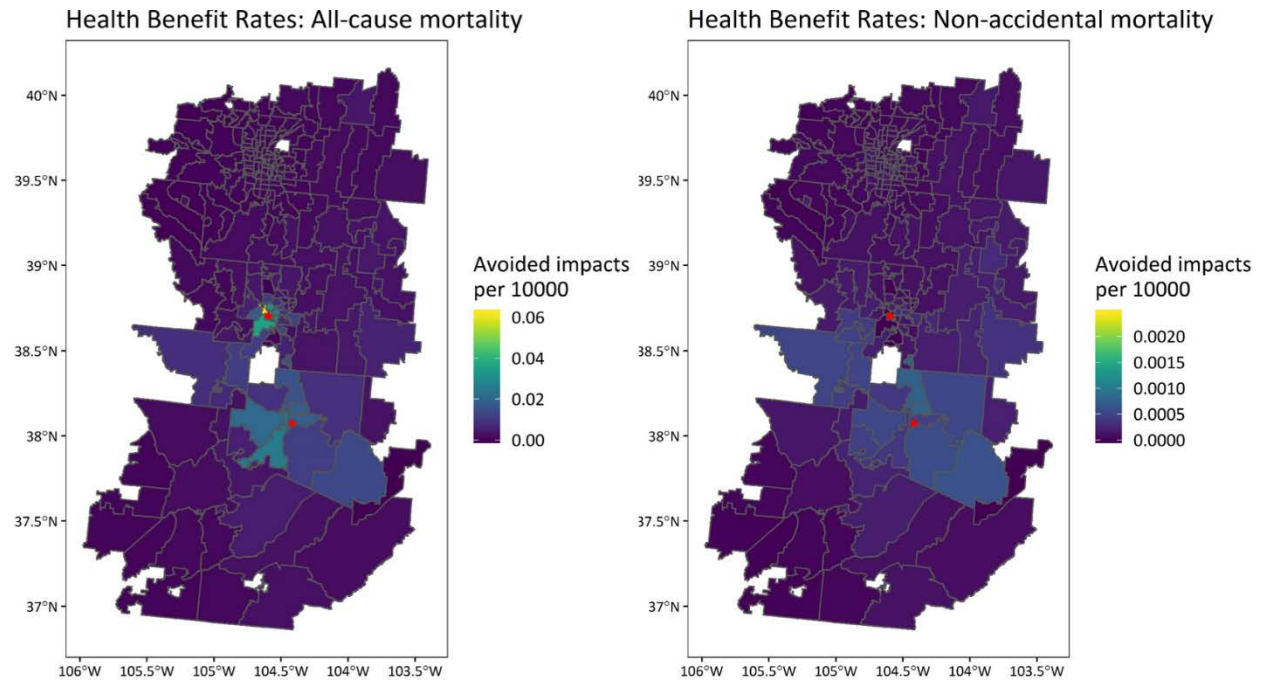 Health Benefit Rates: All-cause mortality
40°N
39.5°N
39°N
38.5°N
38°N
37.5°N
37°N
106°W 105.5°W 105°W 104.5°W 104°W 103.5°W
Avoided impacts
per 10000
0.06
0.04
0.02
0.00
Health Benefit Rates: Non-accidental mortality
40°N
39.5°N
39°N
38.5°N
38°N
37.5°N
37°N
106°W 105.5°W 105°W 104.5°W 104°W 103.5°W
Avoided impacts
per 10000
0.0020
0.0015
0.0010
0.0005
0.0000